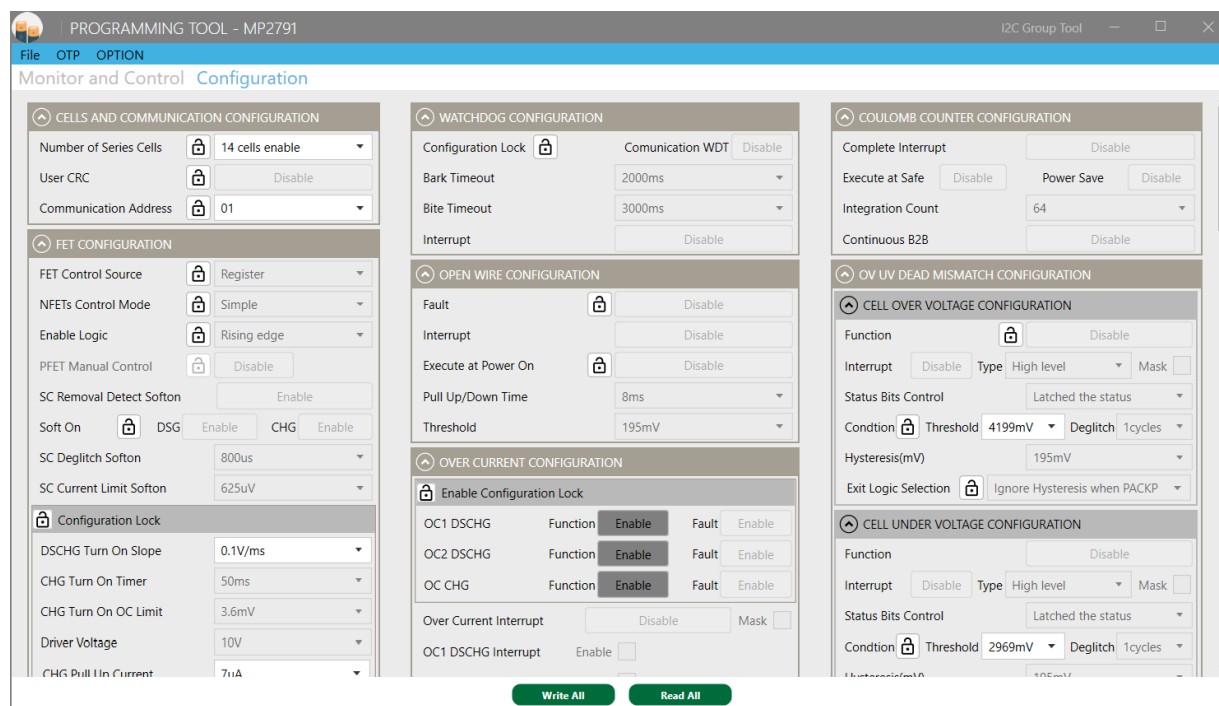 PROGRAMMING TOOL - MP2791
I2C Group Tool
File OTP OPTION
Monitor and Control Configuration
CELLS AND COMMUNICATION CONFIGURATION
Number of Series Cells 14 cells enable
User CRC Disable
Communication Address 01
FET CONFIGURATION
FET Control Source Register
NFETs Control Mode Simple
Enable Logic Rising edge
PFET Manual Control Disable
SC Removal Detect Softon Enable
Soft On DSG Enable CHG Enable
SC Deglitch Softon 800us
SC Current Limit Softon 625uV
Configuration Lock
DSCHG Turn On Slope 0.1V/ms
CHG Turn On Timer 50ms
CHG Turn On OC Limit 3.6mV
Driver Voltage 10V
CHG Pull Up Current 7uA
WATCHDOG CONFIGURATION
Configuration Lock Comunication WDT Disable
Bark Timeout 2000ms
Bite Timeout 3000ms
Interrupt Disable
OPEN WIRE CONFIGURATION
Fault Disable
Interrupt Disable
Execute at Power On Disable
Pull Up/Down Time 8ms
Threshold 195mV
OVER CURRENT CONFIGURATION
Enable Configuration Lock
OC1 DSCHG Function Enable Fault Enable
OC2 DSCHG Function Enable Fault Enable
OC CHG Function Enable Fault Enable
Over Current Interrupt Disable Mask
OC1 DSCHG Interrupt Enable
COULOMB COUNTER CONFIGURATION
Complete Interrupt Disable
Execute at Safe Disable Power Save Disable
Integration Count 64
Continuous B2B Disable
OV UV DEAD MISMATCH CONFIGURATION
CELL OVER VOLTAGE CONFIGURATION
Function Disable
Interrupt Disable Type High level Mask
Status Bits Control Latched the status
Condtion Threshold 4199mV Deglitch 1cycles
Hysteresis(mV) 195mV
Exit Logic Selection Ignore Hysteresis when PACKP
CELL UNDER VOLTAGE CONFIGURATION
Function Disable
Interrupt Disable Type High level Mask
Status Bits Control Latched the status
Condtion Threshold 2969mV Deglitch 1cycles
Hysteresis(mV) 195mV
Write All Read All